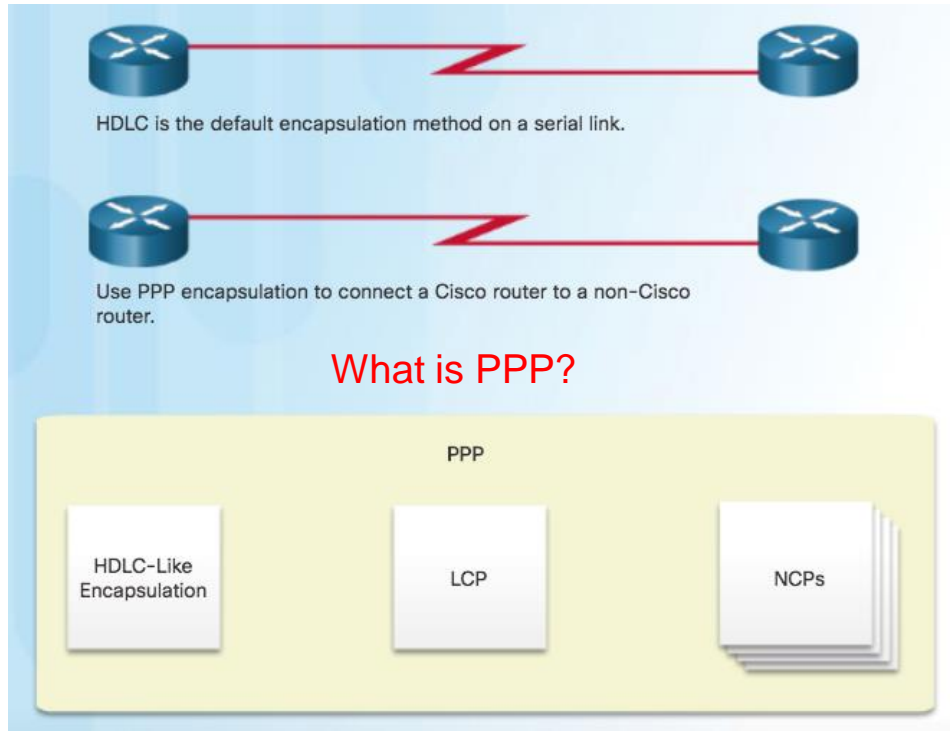 HDLC is the default encapsulation method on a serial link.
Use PPP encapsulation to connect a Cisco router to a non-Cisco
router.
What is PPP?
PPP
HDLC-Like
Encapsulation
LCP
NCPs